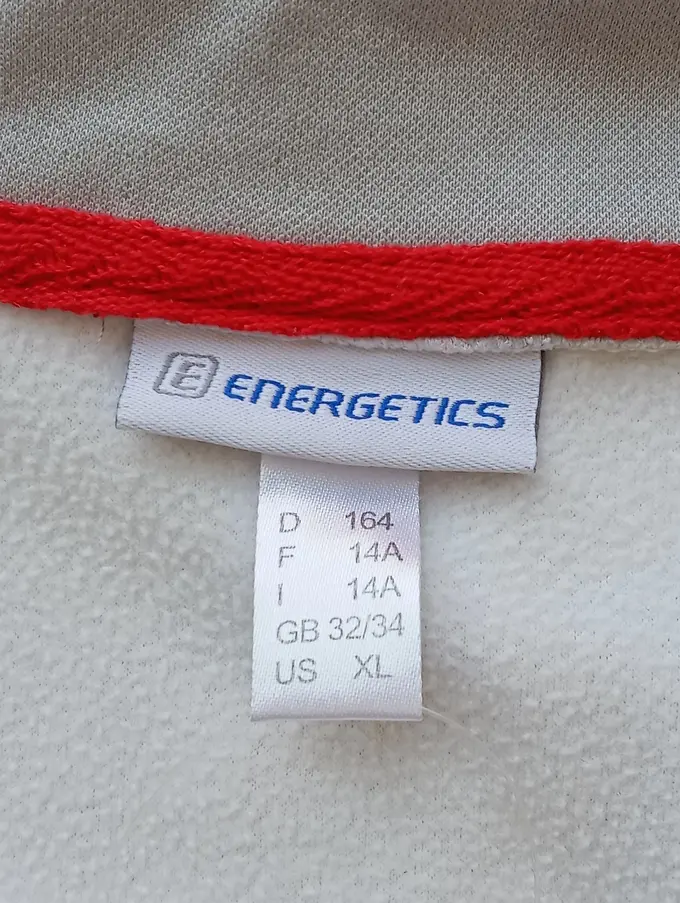 E ENERGETICS
D 164
F 14A
I 14A
GB 32/34
US XL